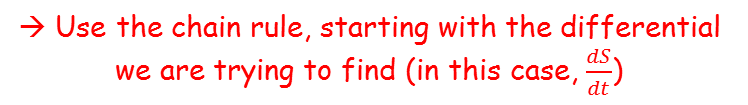 → Use the chain rule, starting with the differential
we are trying to find (in this case, dS/dt)